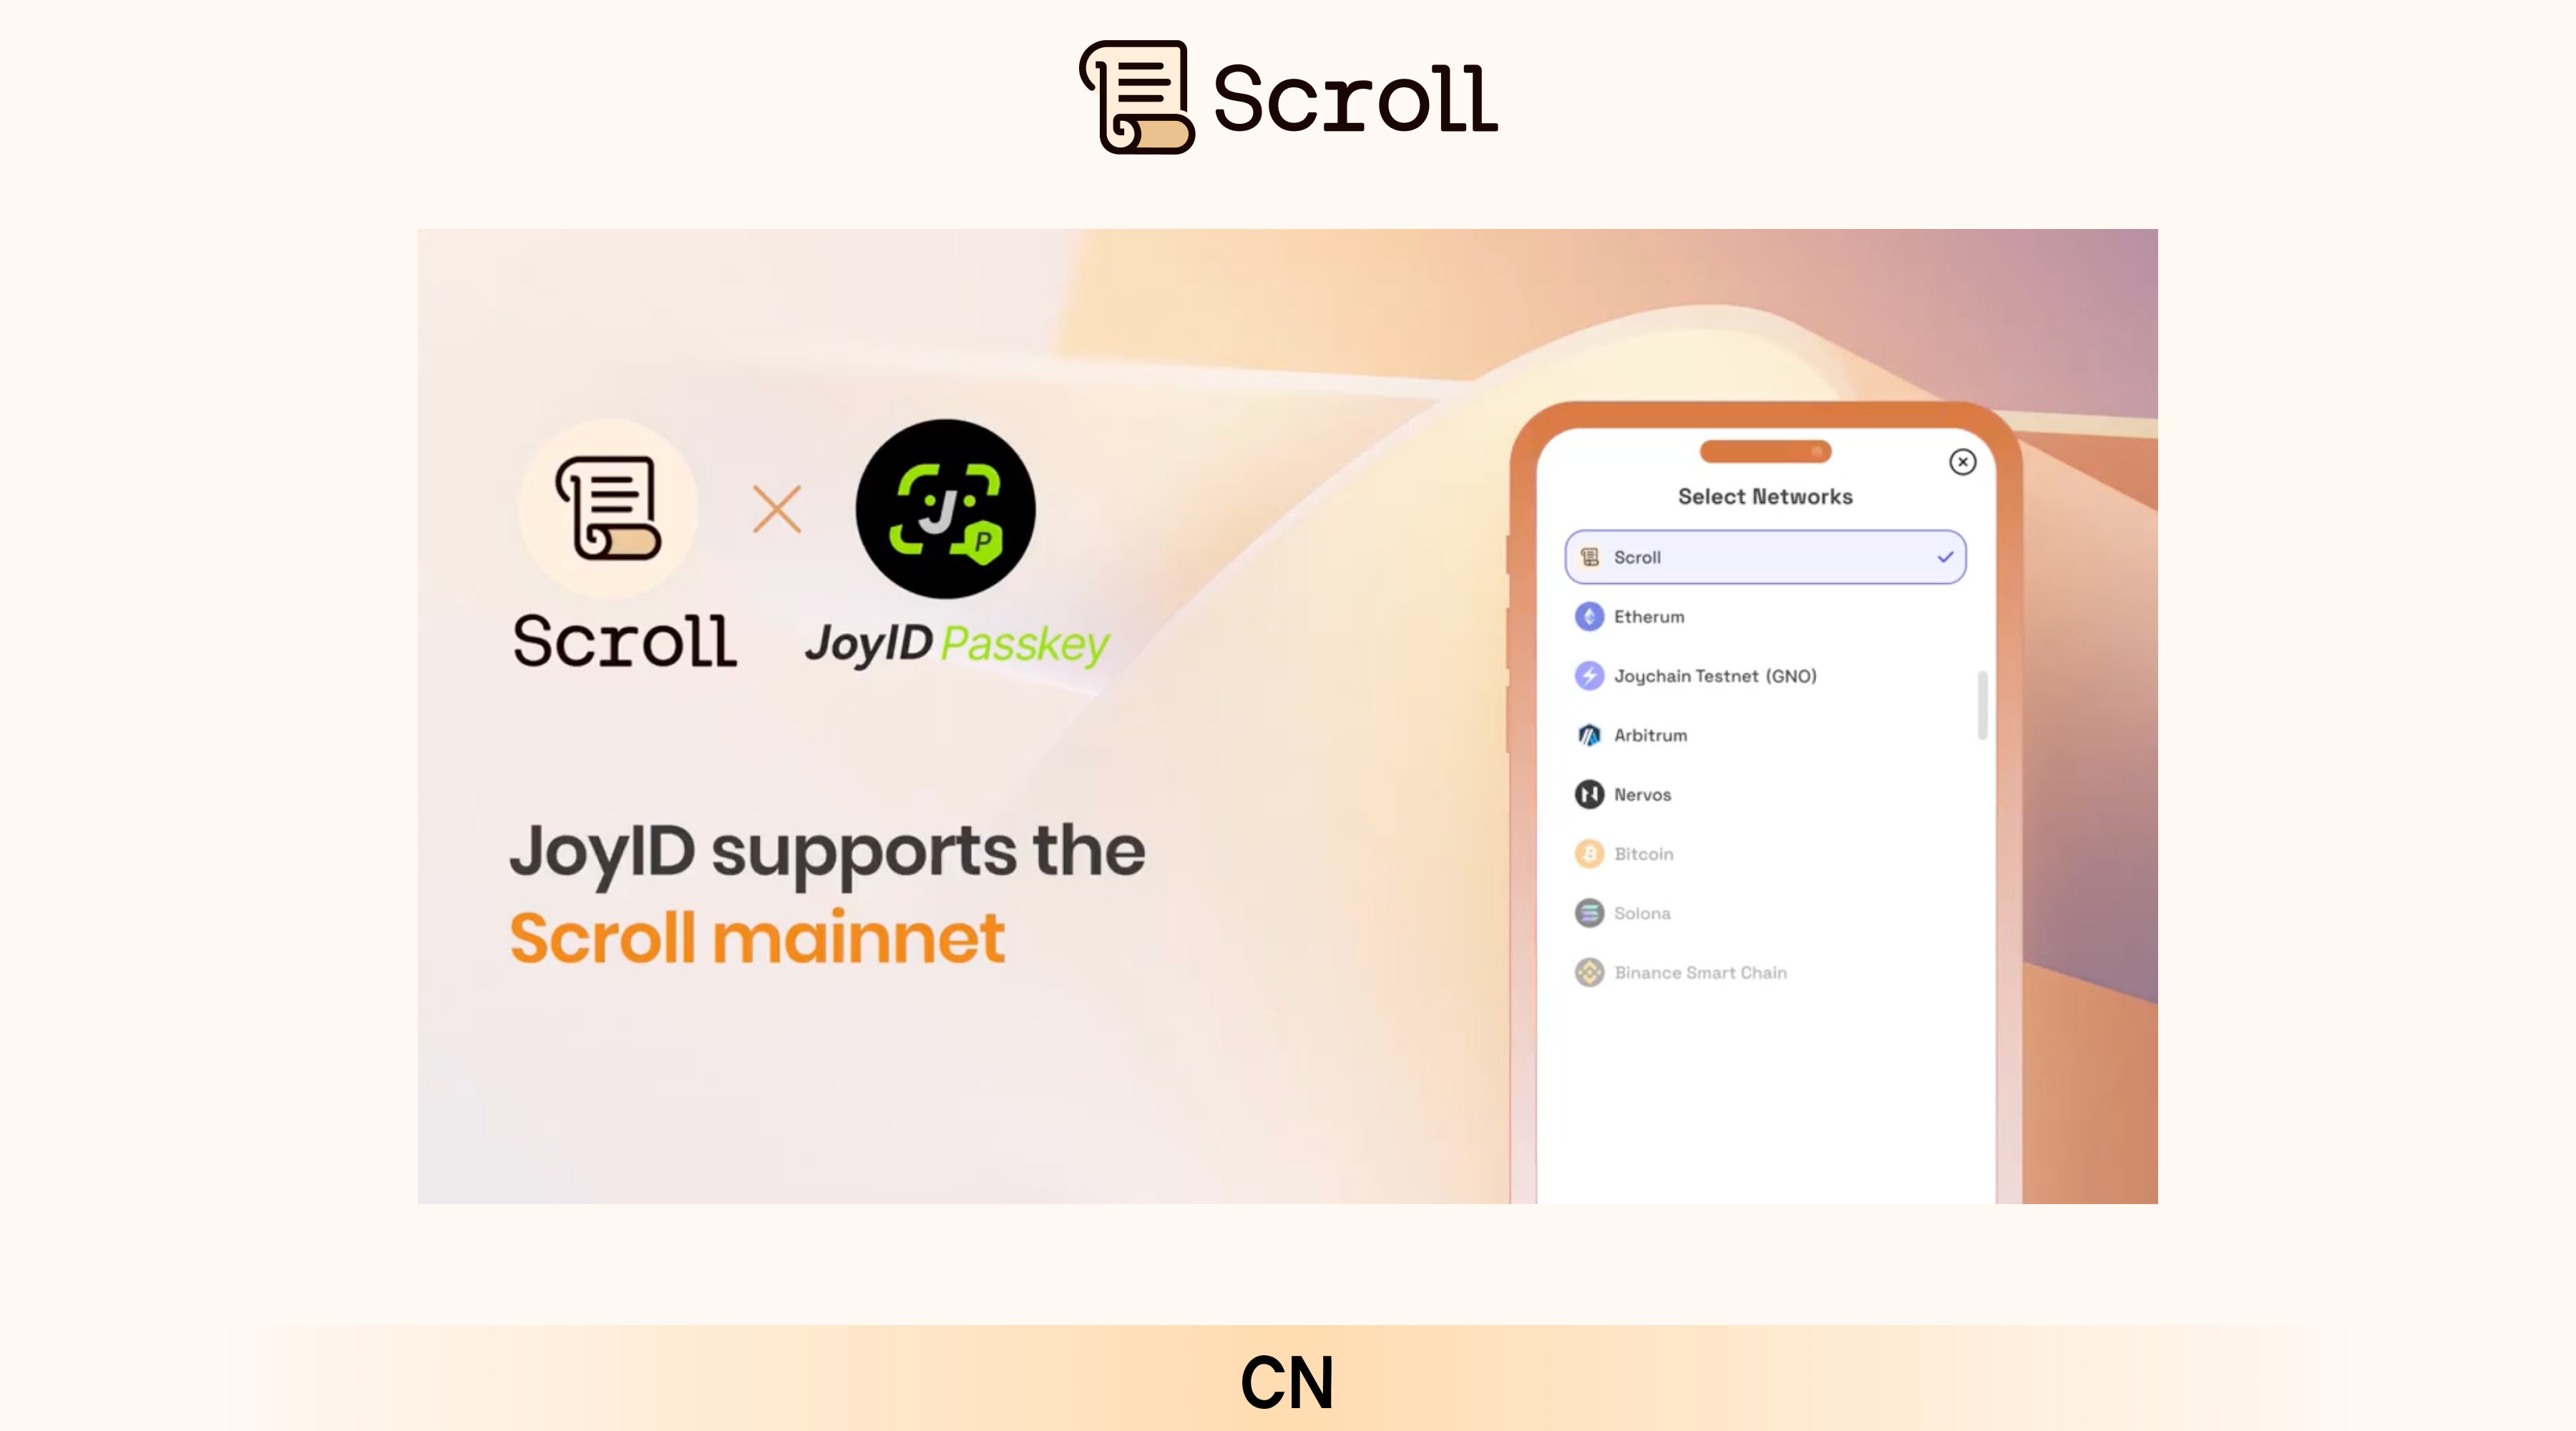 Scroll
Scroll
JoyID Passkey
JoyID supports the
Scroll mainnet
Select Networks
Scroll
Etherum
Joychain Testnet (GNO)
Arbitrum
Nervos
Bitcoin
Solona
Binance Smart Chain
CN